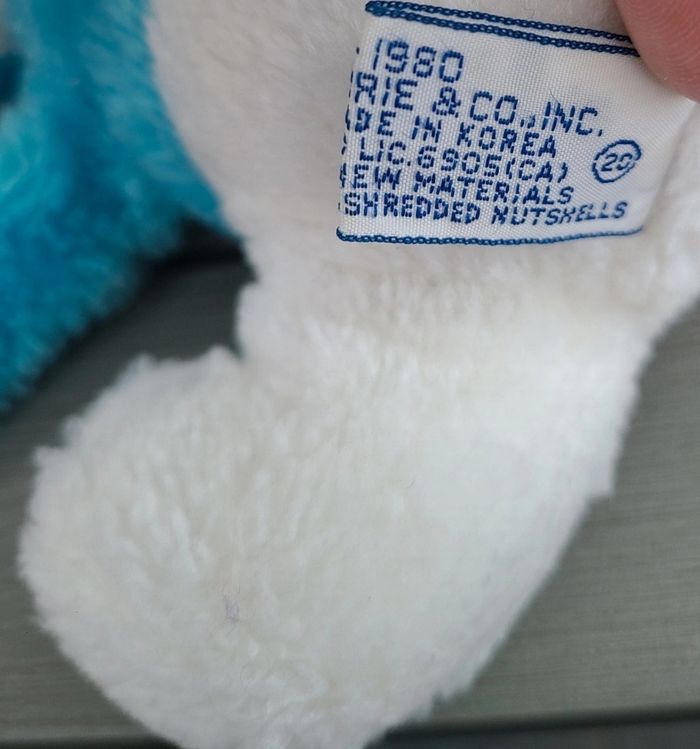 1980
RIE & CO., INC.
DE IN KOREA
LIC. 6905(CA)
EW MATERIALS
SHREDDED NUTSHELLS
20